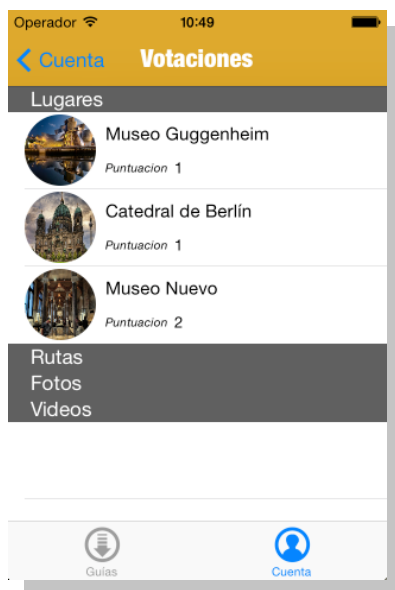 Operador 10:49
Cuenta Votaciones
Lugares
Museo Guggenheim
Puntuacion 1
Catedral de Berlín
Puntuacion 1
Museo Nuevo
Puntuacion 2
Rutas
Fotos
Videos
Guías Cuenta